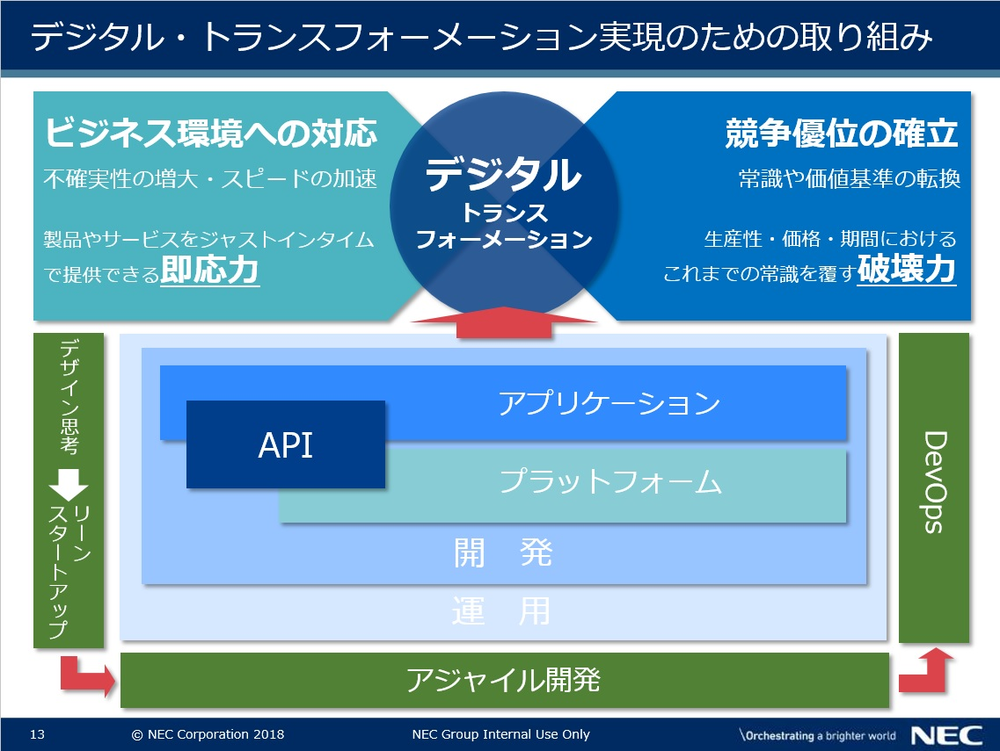 デジタル・トランスフォーメーション実現のための取り組み
ビジネス環境への対応
不確実性の増大・スピードの加速
製品やサービスをジャストインタイム
で提供できる即応力
デジタル
トランス
フォーメーション
競争優位の確立
常識や価値基準の転換
生産性・価格・期間における
これまでの常識を覆す破壊力
デザイン思考
リーン
スタートアップ
アプリケーション
API
プラットフォーム
開　発
運　用
DevOps
アジャイル開発
13
© NEC Corporation 2018
NEC Group Internal Use Only
\Orchestrating a brighter world
NEC